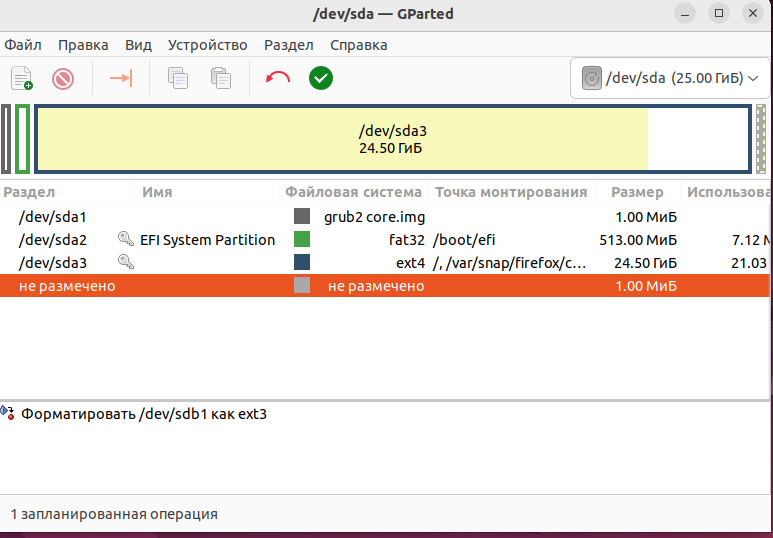 /dev/sda — GParted
Файл Правка Вид Устройство Раздел Справка
/dev/sda (25.00 ГиБ)
/dev/sda3
24.50 ГиБ
Раздел Имя Файловая система Точка монтирования Размер Использова
/dev/sda1 grub2 core.img 1.00 МиБ
/dev/sda2 EFI System Partition fat32 /boot/efi 513.00 МиБ 7.12 М
/dev/sda3 ext4 /, /var/snap/firefox/c... 24.50 ГиБ 21.03
не размечено не размечено 1.00 МиБ
Форматировать /dev/sdb1 как ext3
1 запланированная операция